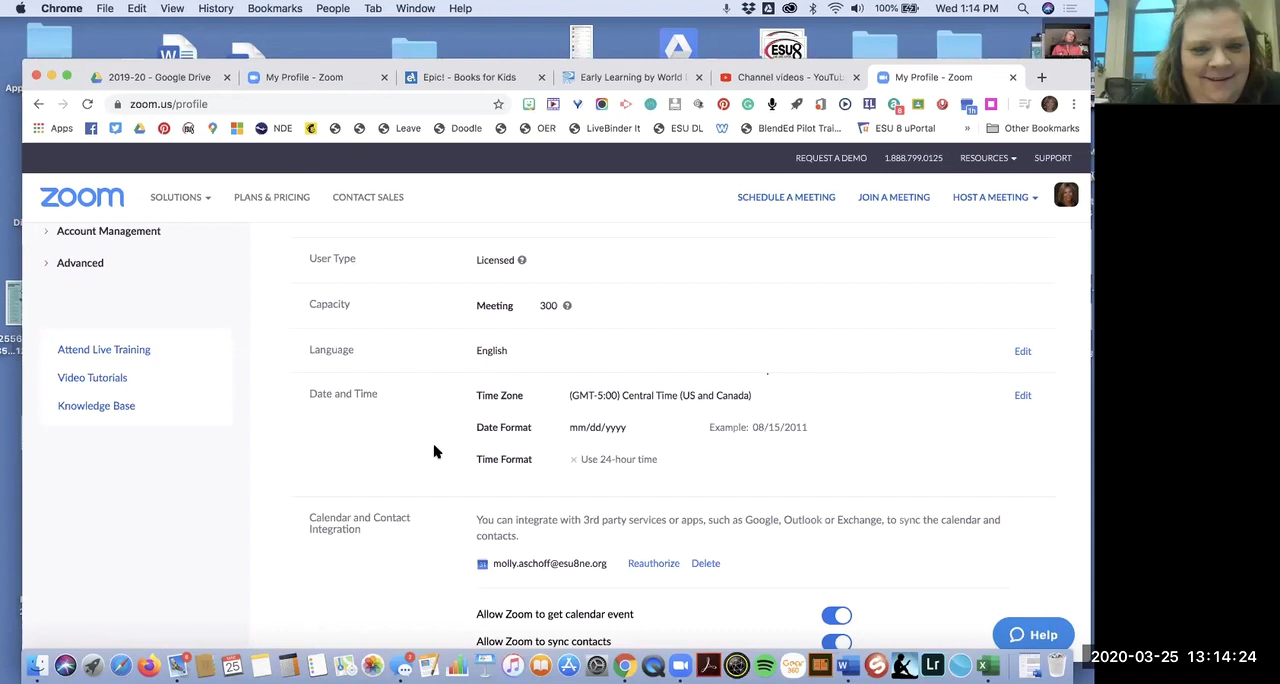 Chrome File Edit View History Bookmarks People Tab Window Help 100% Wed 1:14 PM
ESU8
2019-20 - Google Drive My Profile - Zoom Epic! - Books for Kids Early Learning by World Channel videos - YouTu My Profile - Zoom
zoom.us/profile
Apps NDE Leave Doodle OER LiveBinder It ESU DL BlendEd Pilot Trai... ESU 8 uPortal » Other Bookmarks
REQUEST A DEMO 1.888.799.0125 RESOURCES SUPPORT
zoom SOLUTIONS PLANS & PRICING CONTACT SALES SCHEDULE A MEETING JOIN A MEETING HOST A MEETING
Account Management
Advanced
User Type Licensed
Capacity Meeting 300
Attend Live Training
Language English Edit
Video Tutorials
Date and Time Time Zone (GMT-5:00) Central Time (US and Canada) Edit
Knowledge Base
Date Format mm/dd/yyyy Example: 08/15/2011
Time Format × Use 24-hour time
Calendar and Contact
Integration
You can integrate with 3rd party services or apps, such as Google, Outlook or Exchange, to sync the calendar and
contacts.
molly.aschoff@esu8ne.org Reauthorize Delete
Allow Zoom to get calendar event
Allow Zoom to sync contacts
Help
2020-03-25 13:14:24